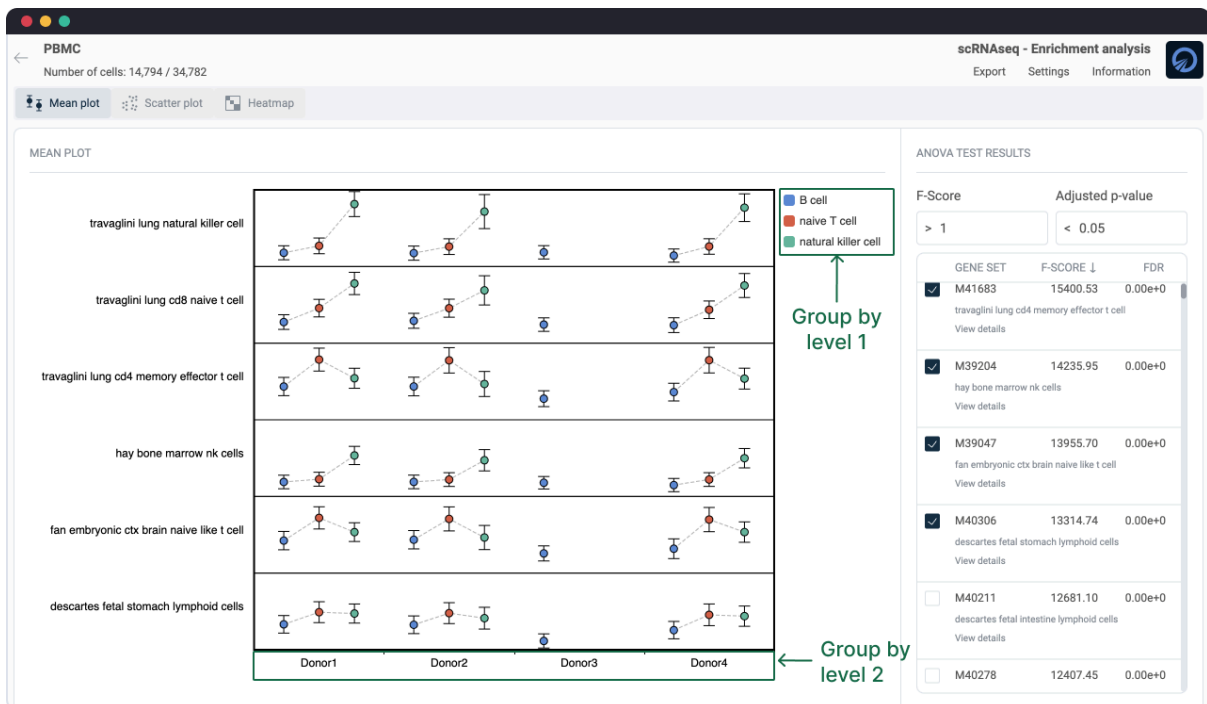 PBMC
Number of cells: 14,794 / 34,782
scRNAseq - Enrichment analysis
Export Settings Information
Mean plot Scatter plot Heatmap
MEAN PLOT
travaglini lung natural killer cell
travaglini lung cd8 naive t cell
travaglini lung cd4 memory effector t cell
hay bone marrow nk cells
fan embryonic ctx brain naive like t cell
descartes fetal stomach lymphoid cells
Donor1 Donor2 Donor3 Donor4
B cell
naive T cell
natural killer cell
Group by
level 1
Group by
level 2
ANOVA TEST RESULTS
F-Score Adjusted p-value
> 1 < 0.05
GENE SET F-SCORE ↓ FDR
M41683 15400.53 0.00e+0
travaglini lung cd4 memory effector t cell
View details
M39204 14235.95 0.00e+0
hay bone marrow nk cells
View details
M39047 13955.70 0.00e+0
fan embryonic ctx brain naive like t cell
View details
M40306 13314.74 0.00e+0
descartes fetal stomach lymphoid cells
View details
M40211 12681.10 0.00e+0
descartes fetal intestine lymphoid cells
View details
M40278 12407.45 0.00e+0